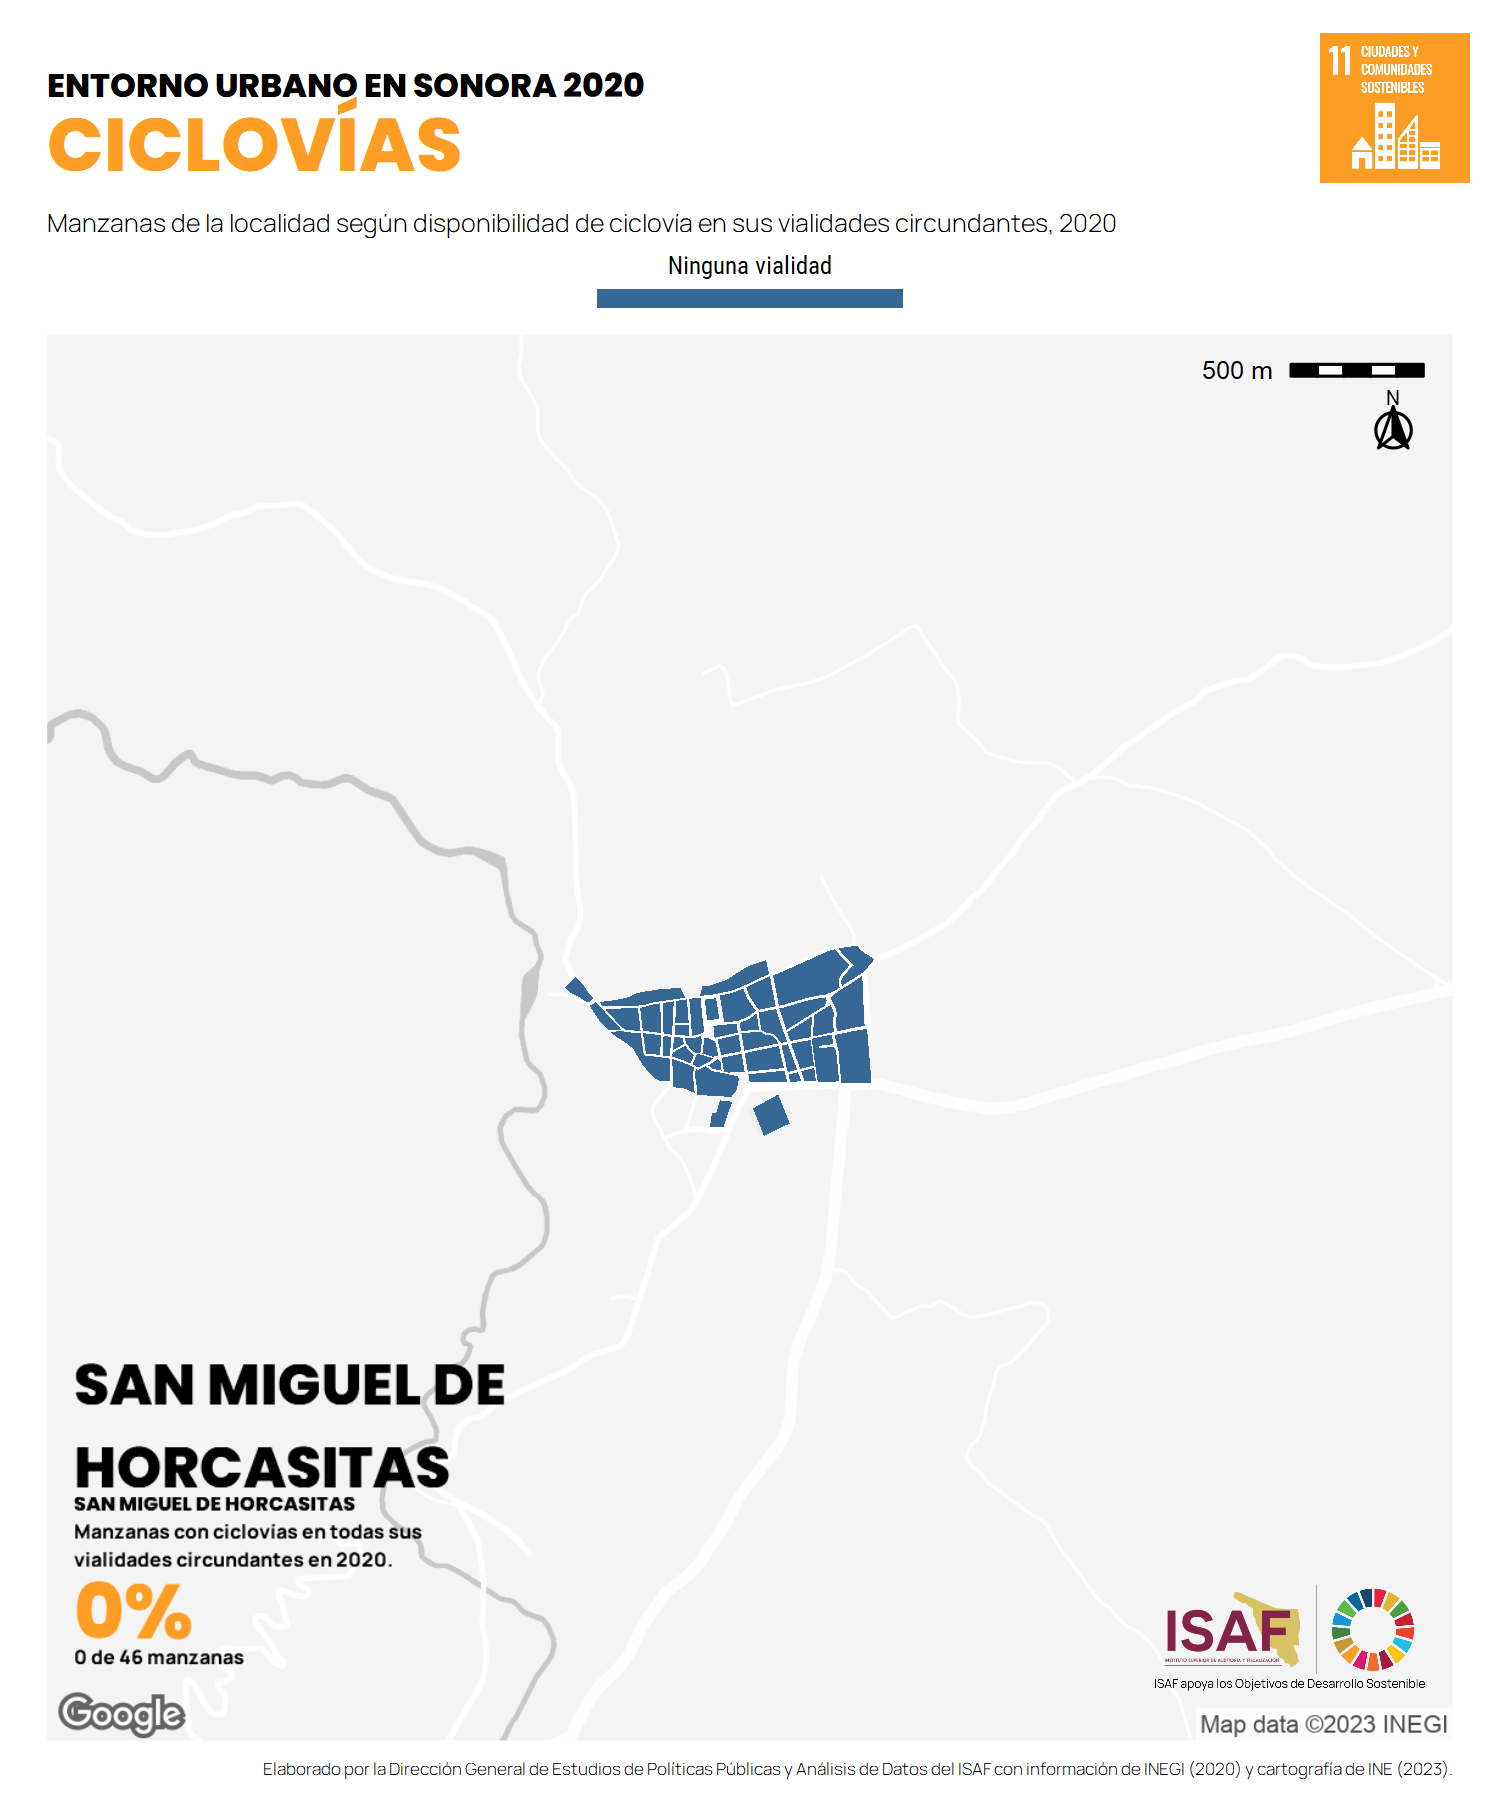 ENTORNO URBANO EN SONORA 2020
CICLOVÍAS
11 CIUDADES Y
COMUNIDADES
SOSTENIBLES
Manzanas de la localidad según disponibilidad de ciclovía en sus vialidades circundantes, 2020
Ninguna vialidad
500 m
N
SAN MIGUEL DE
HORCASITAS
SAN MIGUEL DE HORCASITAS
Manzanas con ciclovias en todas sus
vialidades circundantes en 2020.
0%
0 de 46 manzanas
Google
ISAF
INSTITUTO SUPERIOR DE AUDITORÍA Y FISCALIZACIÓN
ISAF apoya los Objetivos de Desarrollo Sostenible
Map data ©2023 INEGI
Elaborado por la Dirección General de Estudios de Políticas Públicas y Análisis de Datos del ISAF con información de INEGI (2020) y cartografía de INE (2023).